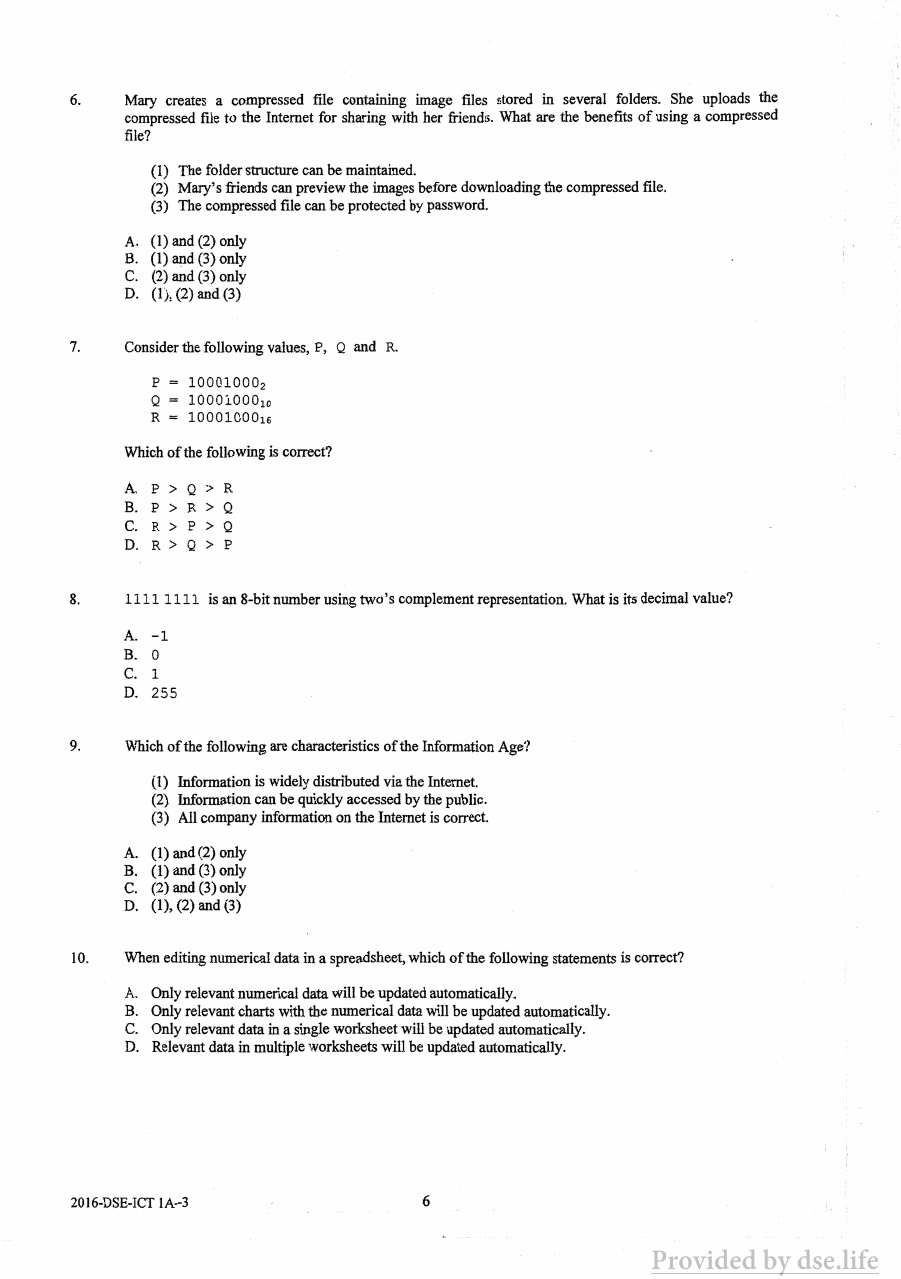 6. Mary creates a compressed file containing image files stored in several folders. She uploads the
compressed file to the Internet for sharing with her friends. What are the benefits of using a compressed
file?
(1) The folder structure can be maintained.
(2) Mary's friends can preview the images before downloading the compressed file.
(3) The compressed file can be protected by password.
A. (1) and (2) only
B. (1) and (3) only
C. (2) and (3) only
D. (1), (2) and (3)
7. Consider the following values, P, Q and R.
P = 10001000₂
Q = 10001000₁₀
R = 10001000₁₆
Which of the following is correct?
A. P > Q > R
B. P > R > Q
C. R > P > Q
D. R > Q > P
8. 1111 1111 is an 8-bit number using two's complement representation. What is its decimal value?
A. -1
B. 0
C. 1
D. 255
9. Which of the following are characteristics of the Information Age?
(1) Information is widely distributed via the Internet.
(2) Information can be quickly accessed by the public.
(3) All company information on the Internet is correct.
A. (1) and (2) only
B. (1) and (3) only
C. (2) and (3) only
D. (1), (2) and (3)
10. When editing numerical data in a spreadsheet, which of the following statements is correct?
A. Only relevant numerical data will be updated automatically.
B. Only relevant charts with the numerical data will be updated automatically.
C. Only relevant data in a single worksheet will be updated automatically.
D. Relevant data in multiple worksheets will be updated automatically.
2016-DSE-ICT 1A--3 6
Provided by dse.life